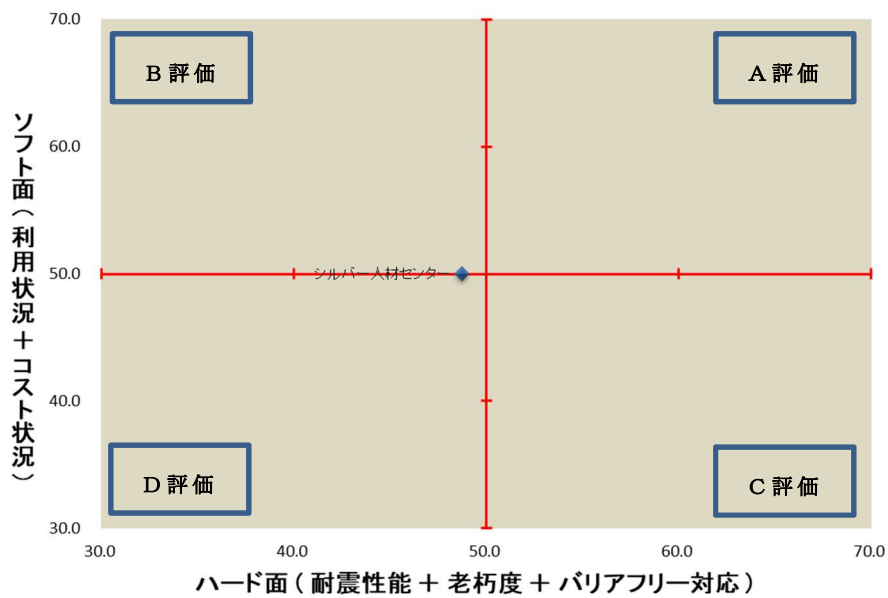 70.0
B評価
A評価
60.0
ソフト面(利用状況+コスト状況)
シルバー人材センター
50.0
40.0
D評価
C評価
30.0
30.0 40.0 50.0 60.0 70.0
ハード面(耐震性能 + 老朽度 + バリアフリー対応)